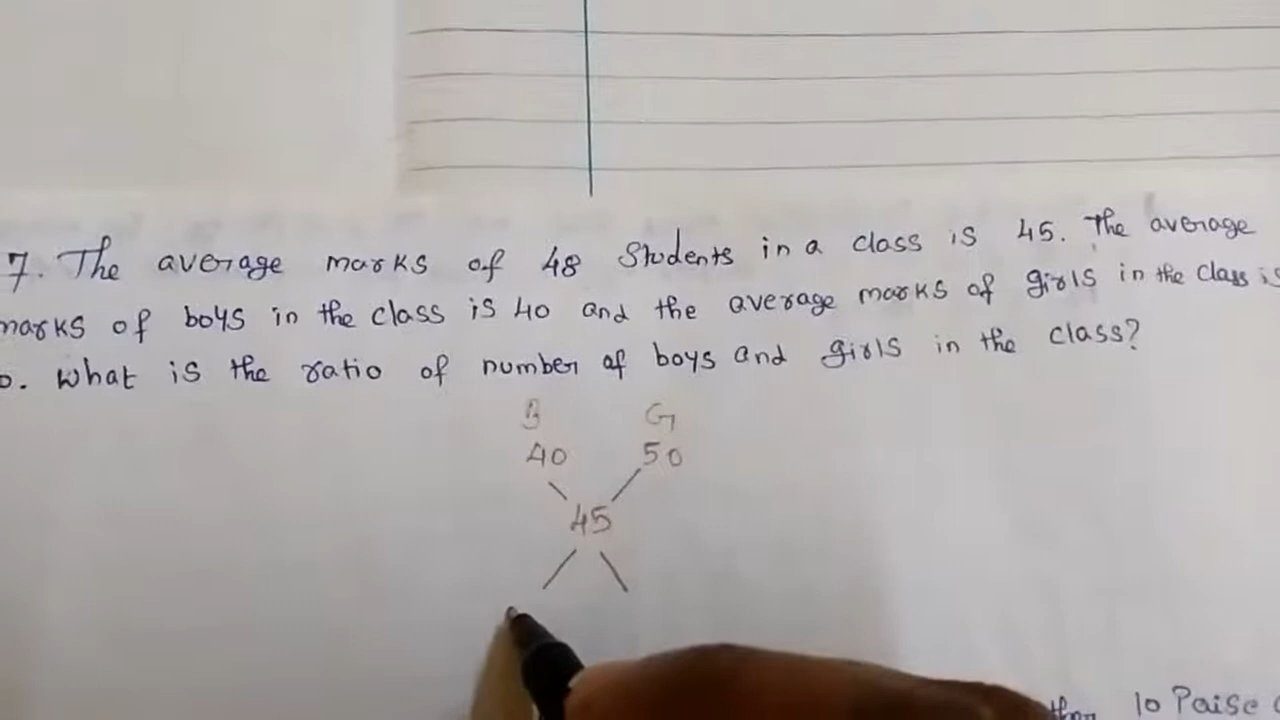 7. The average marks of 48 Students in a class is 45. The average
marks of boys in the class is 40 and the average marks of girls in the class is
0. What is the ratio of number of boys and girls in the class?
B G
40 50
45
than 10 Paise